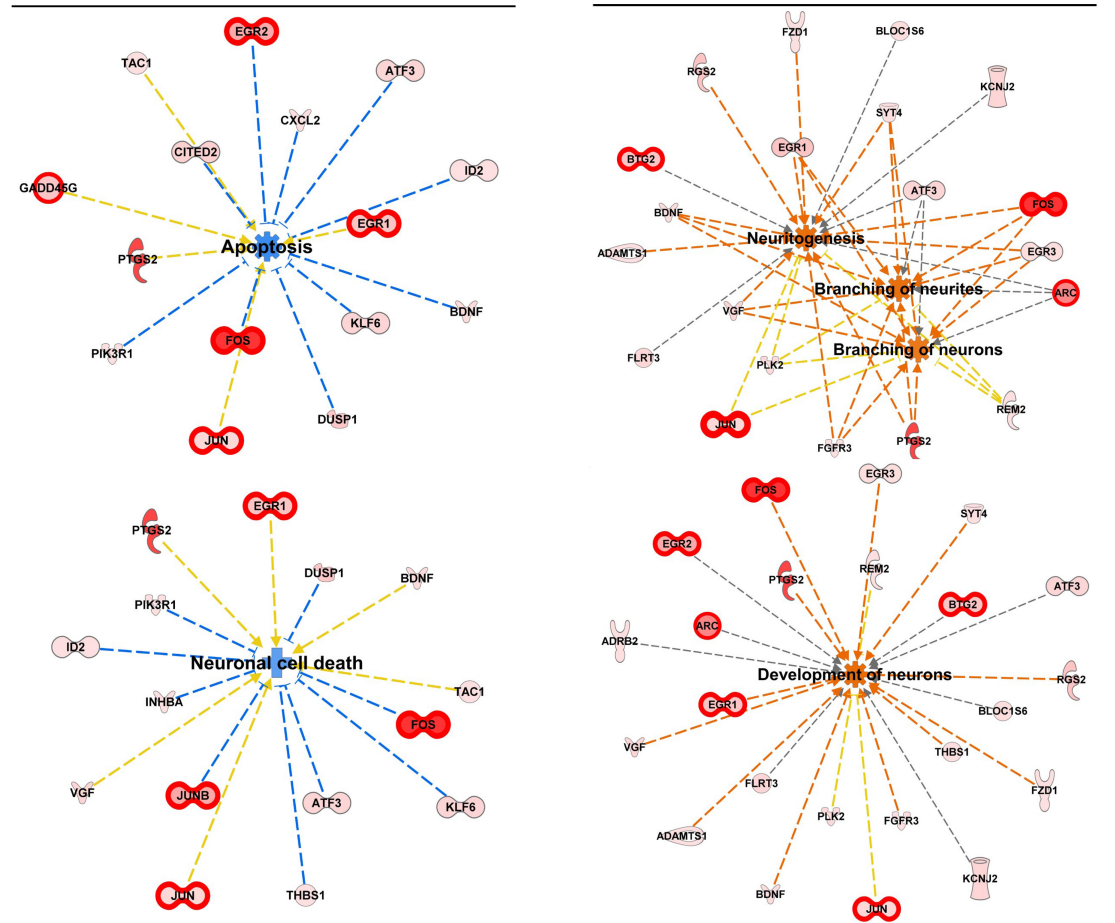 EGR2
TAC1
ATF3
CXCL2
CITED2
ID2
GADD45G
EGR1
Apoptosis
PTGS2
BDNF
KLF6
FOS
PIK3R1
DUSP1
JUN
FZD1
BLOC1S6
RGS2
KCNJ2
SYT4
EGR1
BTG2
ATF3
FOS
BDNF
Neuritogenesis
ADAMTS1
EGR3
Branching of neurites
ARC
VGF
Branching of neurons
FLRT3
PLK2
REM2
JUN
PTGS2
FGFR3
EGR1
PTGS2
DUSP1
BDNF
PIK3R1
ID2
Neuronal cell death
TAC1
INHBA
FOS
VGF
JUNB
ATF3
KLF6
JUN
THBS1
EGR3
FOS
SYT4
EGR2
REM2
PTGS2
ATF3
BTG2
ARC
ADRB2
Development of neurons
RGS2
EGR1
BLOC1S6
VGF
THBS1
FLRT3
FZD1
PLK2
FGFR3
ADAMTS1
KCNJ2
BDNF
JUN